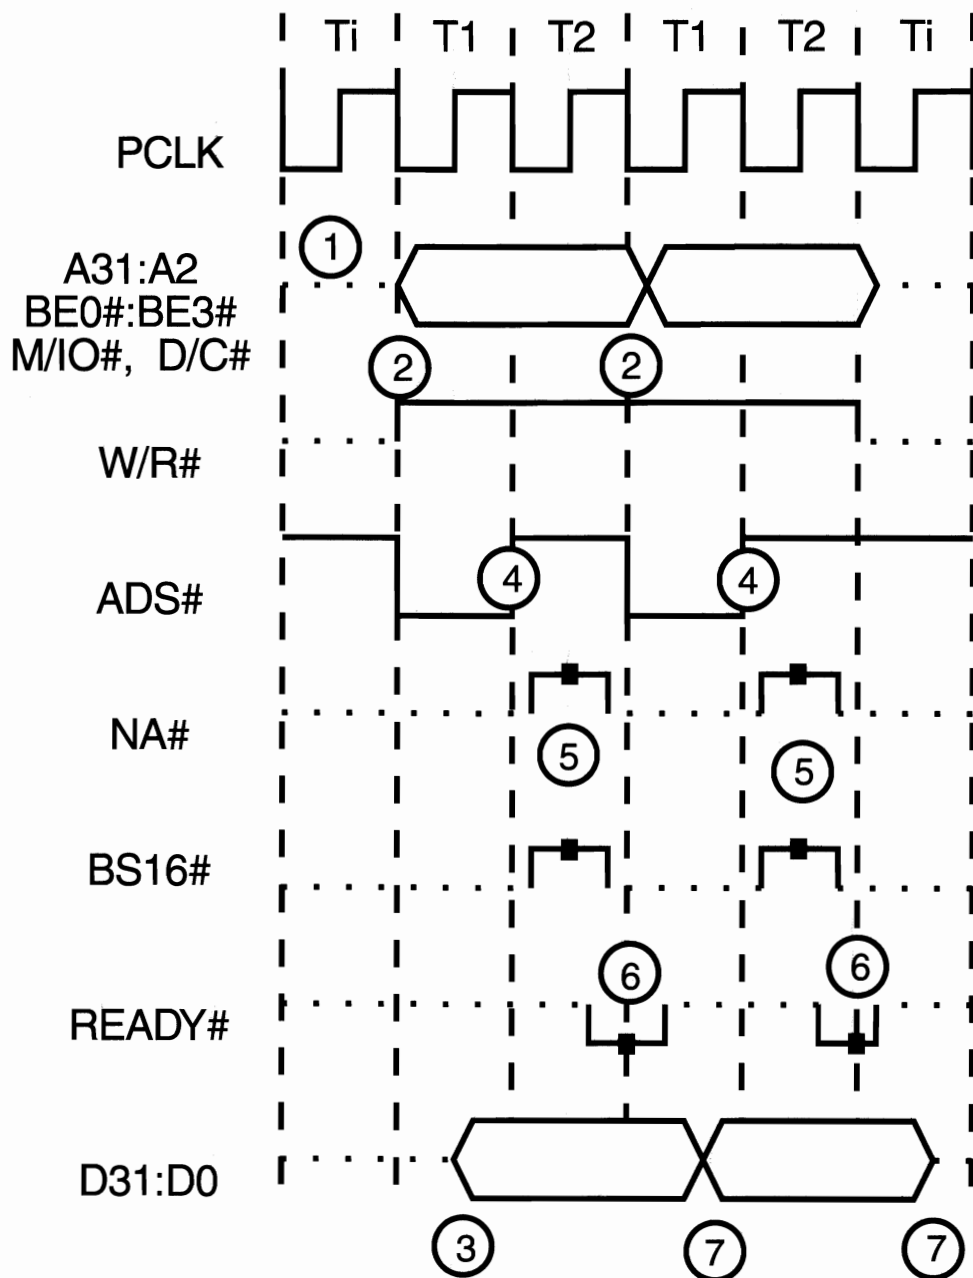 Ti T1 T2 T1 T2 Ti
PCLK
1
A31:A2
BE0#:BE3#
M/IO#, D/C#
2 2
W/R#
4 4
ADS#
NA#
5 5
BS16#
6 6
READY#
D31:D0
3 7 7